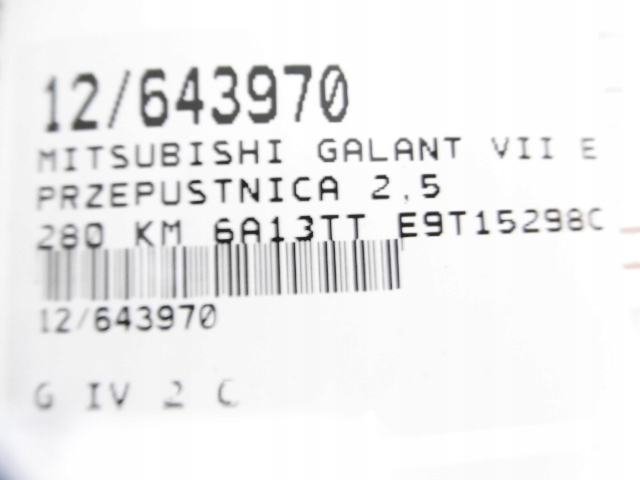 12/643970
MITSUBISHI GALANT VII E
PRZEPUSTNICA 2,5
280 KM 6A13TT E9T15298C
12/643970
G IV 2 C